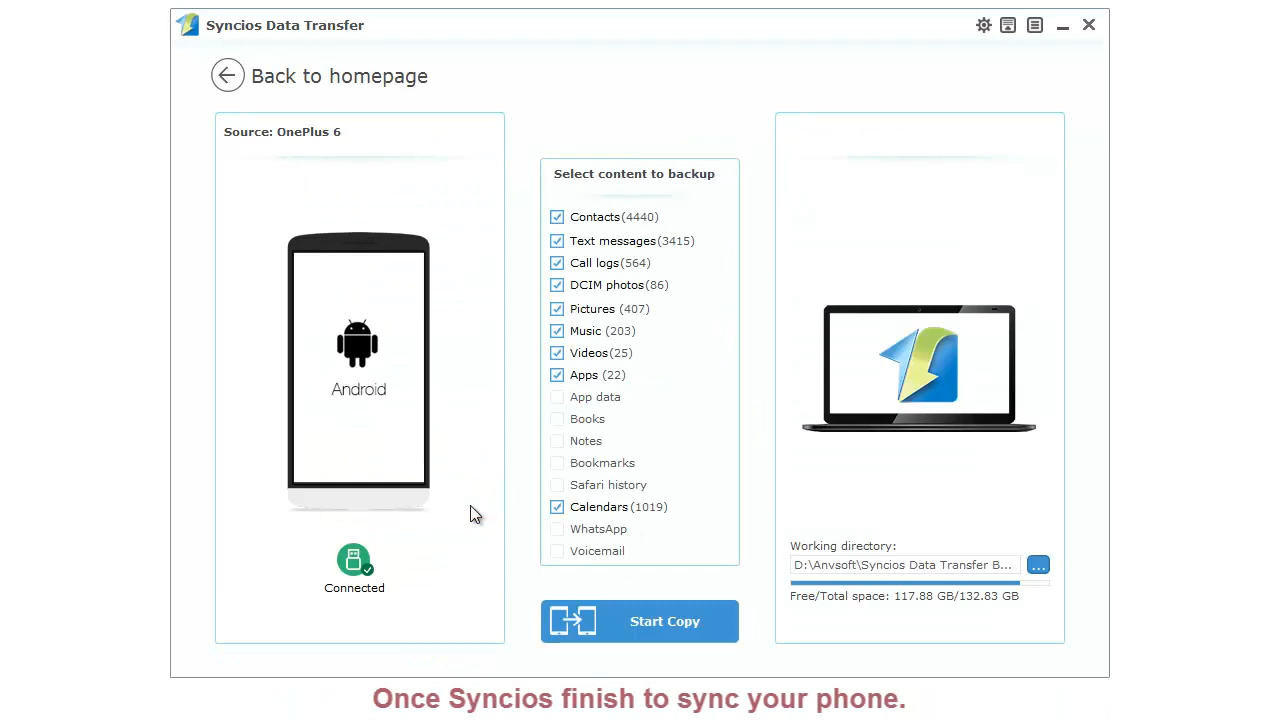 Syncios Data Transfer
Back to homepage
Source: OnePlus 6
Android
Connected
Select content to backup
Contacts(4440)
Text messages(3415)
Call logs(564)
DCIM photos(86)
Pictures (407)
Music (203)
Videos(25)
Apps (22)
App data
Books
Notes
Bookmarks
Safari history
Calendars(1019)
WhatsApp
Voicemail
Start Copy
Working directory:
D:\Anvsoft\Syncios Data Transfer B... ...
Free/Total space: 117.88 GB/132.83 GB
Once Syncios finish to sync your phone.